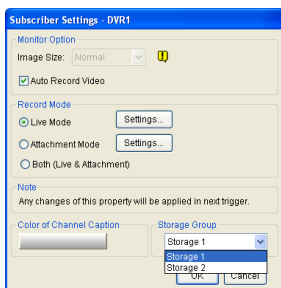 Subscriber Settings - DVR1
Monitor Option
Image Size: Normal
Auto Record Video
Record Mode
Live Mode Settings...
Attachment Mode Settings...
Both (Live & Attachment)
Note
Any changes of this property will be applied in next trigger.
Color of Channel Caption Storage Group
Storage 1
Storage 1
Storage 2
OK Cancel